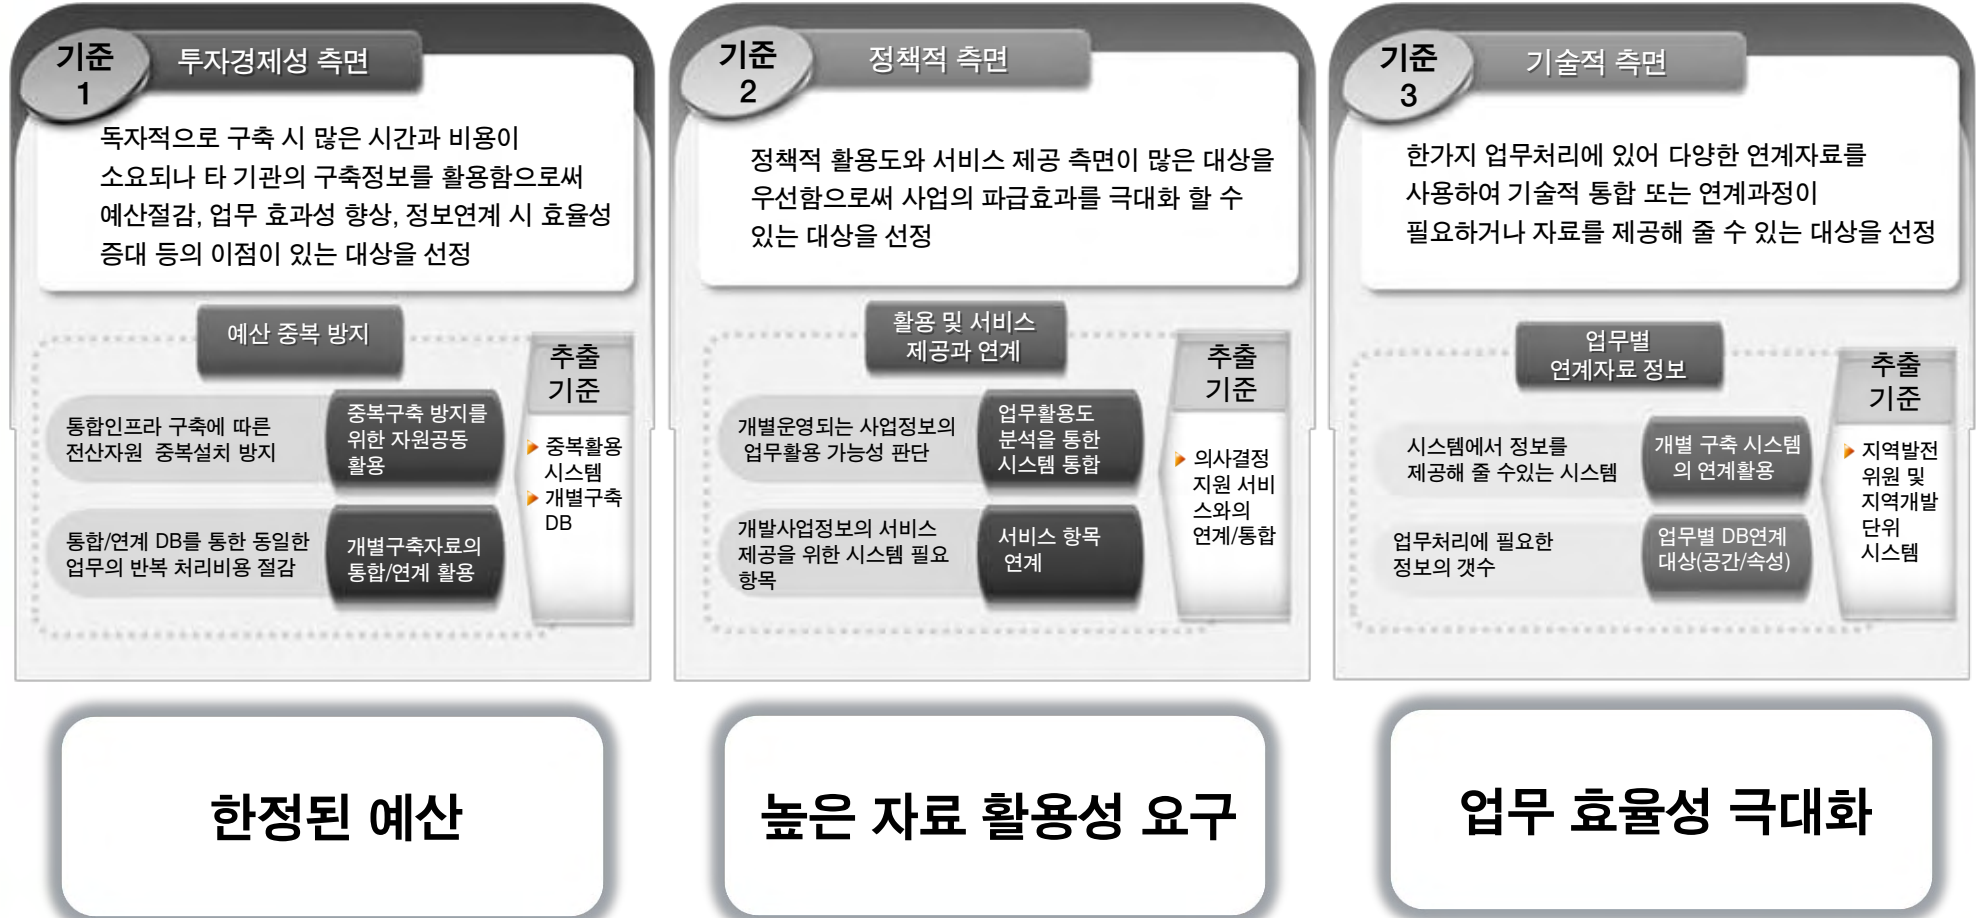 기준
1
투자경제성 측면
독자적으로 구축 시 많은 시간과 비용이
소요되나 타 기관의 구축정보를 활용함으로써
예산절감, 업무 효과성 향상, 정보연계 시 효율성
증대 등의 이점이 있는 대상을 선정
예산 중복 방지
통합인프라 구축에 따른
전산자원 중복설치 방지
중복구축 방지를
위한 자원공동
활용
통합/연계 DB를 통한 동일한
업무의 반복 처리비용 절감
개별구축자료의
통합/연계 활용
추출
기준
중복활용
시스템
개별구축
DB
한정된 예산
기준
2
정책적 측면
정책적 활용도와 서비스 제공 측면이 많은 대상을
우선함으로써 사업의 파급효과를 극대화 할 수
있는 대상을 선정
활용 및 서비스
제공과 연계
개별운영되는 사업정보의
업무활용 가능성 판단
업무활용도
분석을 통한
시스템 통합
개발사업정보의 서비스
제공을 위한 시스템 필요
항목
서비스 항목
연계
추출
기준
의사결정
지원 서비
스와의
연계/통합
높은 자료 활용성 요구
기준
3
기술적 측면
한가지 업무처리에 있어 다양한 연계자료를
사용하여 기술적 통합 또는 연계과정이
필요하거나 자료를 제공해 줄 수 있는 대상을 선정
업무별
연계자료 정보
시스템에서 정보를
제공해 줄 수있는 시스템
개별 구축 시스템
의 연계활용
업무처리에 필요한
정보의 갯수
업무별 DB연계
대상(공간/속성)
추출
기준
지역발전
위원 및
지역개발
단위
시스템
업무 효율성 극대화